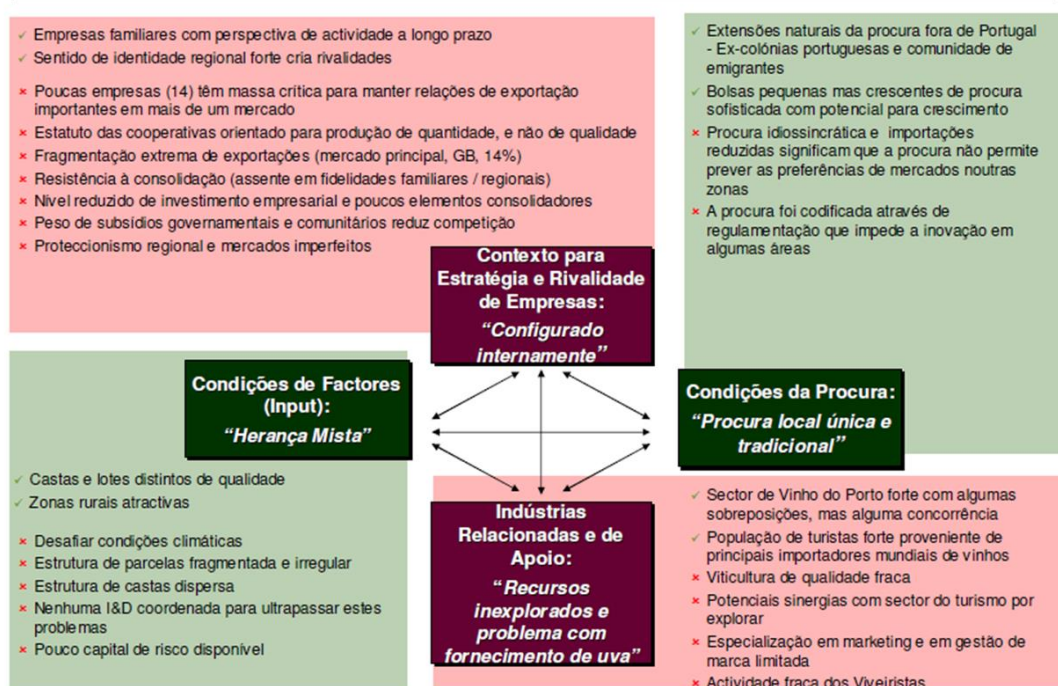 ✓ Empresas familiares com perspectiva de actividade a longo prazo
✓ Sentido de identidade regional forte cria rivalidades
× Poucas empresas (14) têm massa crítica para manter relações de exportação
importantes em mais de um mercado
× Estatuto das cooperativas orientado para produção de quantidade, e não de qualidade
× Fragmentação extrema de exportações (mercado principal, GB, 14%)
× Resistência à consolidação (assente em fidelidades familiares / regionais)
× Nível reduzido de investimento empresarial e poucos elementos consolidadores
× Peso de subsídios governamentais e comunitários reduz competição
× Proteccionismo regional e mercados imperfeitos
✓ Extensões naturais da procura fora de Portugal
- Ex-colónias portuguesas e comunidade de
emigrantes
✓ Bolsas pequenas mas crescentes de procura
sofisticada com potencial para crescimento
× Procura idiossincrática e importações
reduzidas significam que a procura não permite
prever as preferências de mercados noutras
zonas
× A procura foi codificada através de
regulamentação que impede a inovação em
algumas áreas
Contexto para
Estratégia e Rivalidade
de Empresas:
“Configurado
internamente”
Condições de Factores
(Input):
“Herança Mista”
Condições da Procura:
“Procura local única e
tradicional”
✓ Castas e lotes distintos de qualidade
✓ Zonas rurais atractivas
× Desafiar condições climáticas
× Estrutura de parcelas fragmentada e irregular
× Estrutura de castas dispersa
× Nenhuma I&D coordenada para ultrapassar estes
problemas
× Pouco capital de risco disponível
Indústrias
Relacionadas e de
Apoio:
“Recursos
inexplorados e
problema com
fornecimento de uva”
✓ Sector de Vinho do Porto forte com algumas
sobreposições, mas alguma concorrência
✓ População de turistas forte proveniente de
principais importadores mundiais de vinhos
× Viticultura de qualidade fraca
× Potenciais sinergias com sector do turismo por
explorar
× Especialização em marketing e em gestão de
marca limitada
× Actividade fraca dos Viveiristas